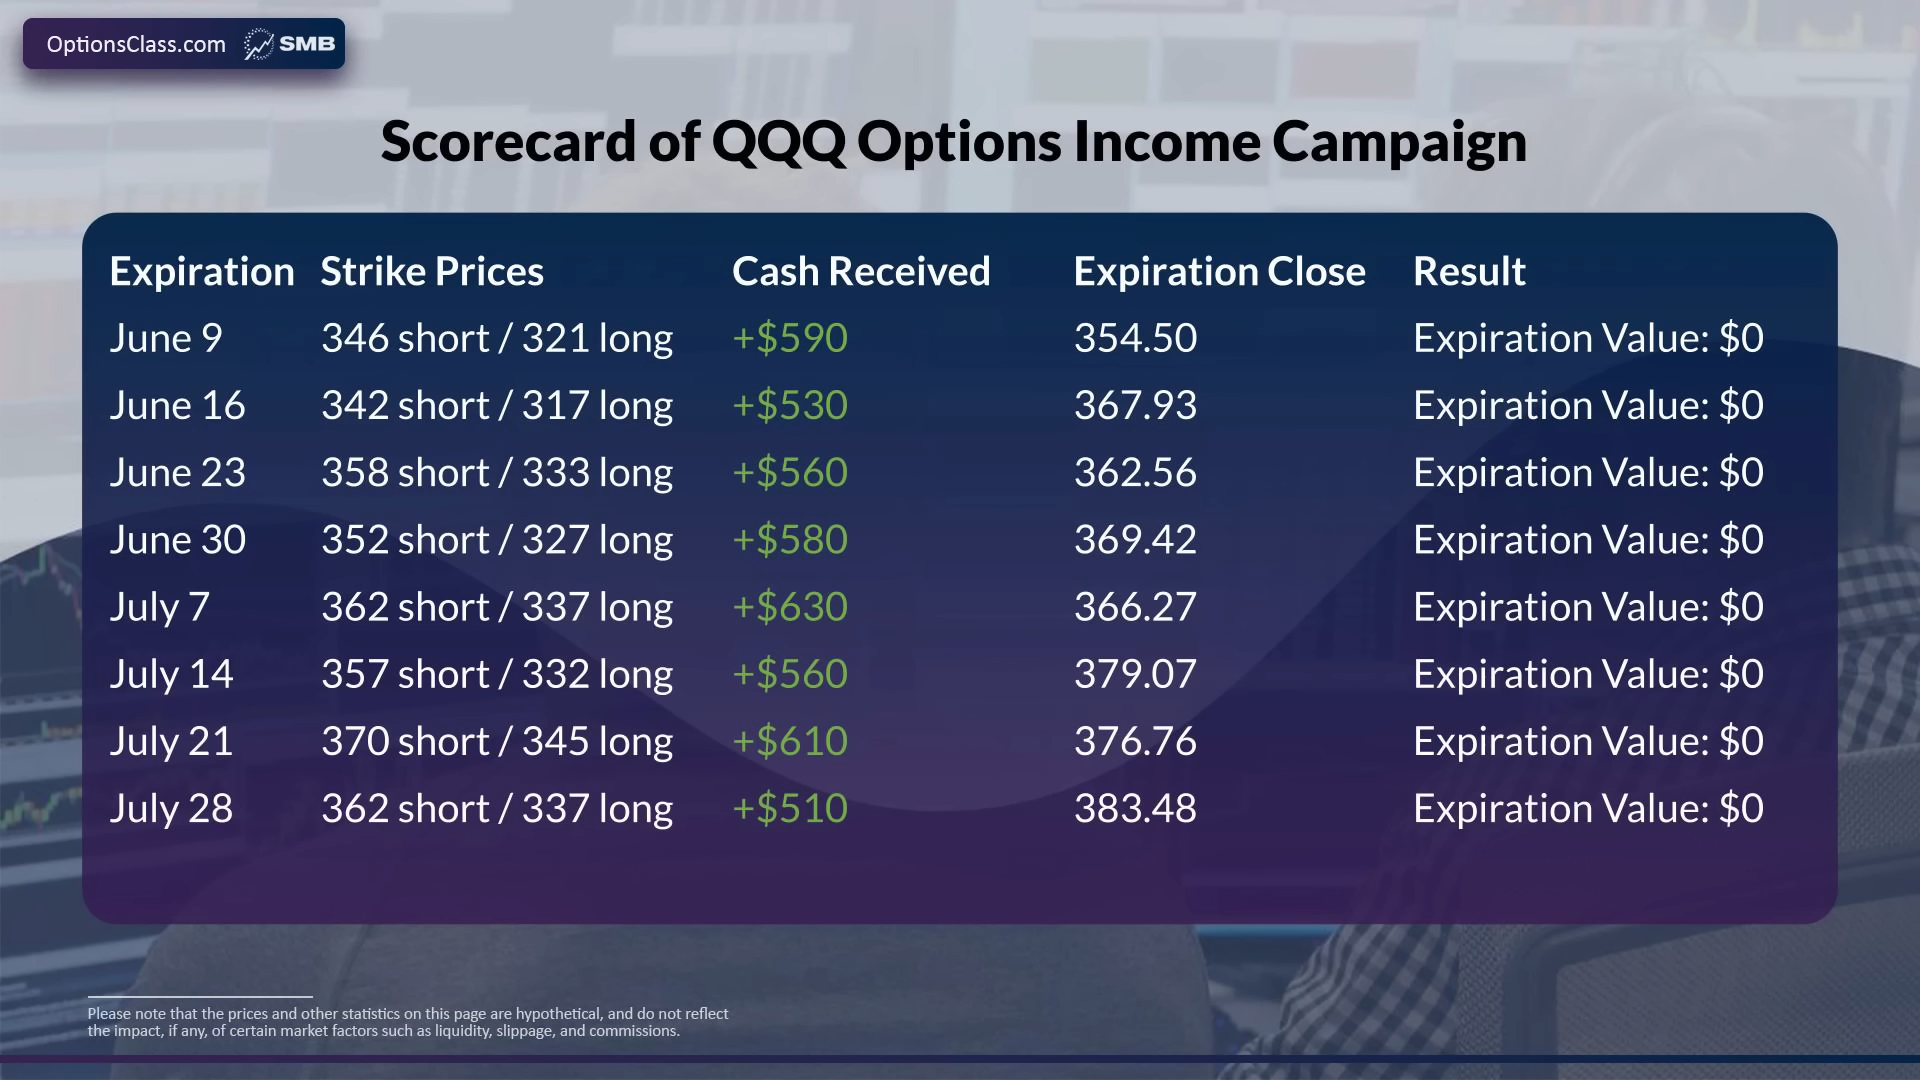 OptionsClass.com SMB
Scorecard of QQQ Options Income Campaign
Expiration Strike Prices Cash Received Expiration Close Result
June 9 346 short / 321 long +$590 354.50 Expiration Value: $0
June 16 342 short / 317 long +$530 367.93 Expiration Value: $0
June 23 358 short / 333 long +$560 362.56 Expiration Value: $0
June 30 352 short / 327 long +$580 369.42 Expiration Value: $0
July 7 362 short / 337 long +$630 366.27 Expiration Value: $0
July 14 357 short / 332 long +$560 379.07 Expiration Value: $0
July 21 370 short / 345 long +$610 376.76 Expiration Value: $0
July 28 362 short / 337 long +$510 383.48 Expiration Value: $0
Please note that the prices and other statistics on this page are hypothetical, and do not reflect
the impact, if any, of certain market factors such as liquidity, slippage, and commissions.